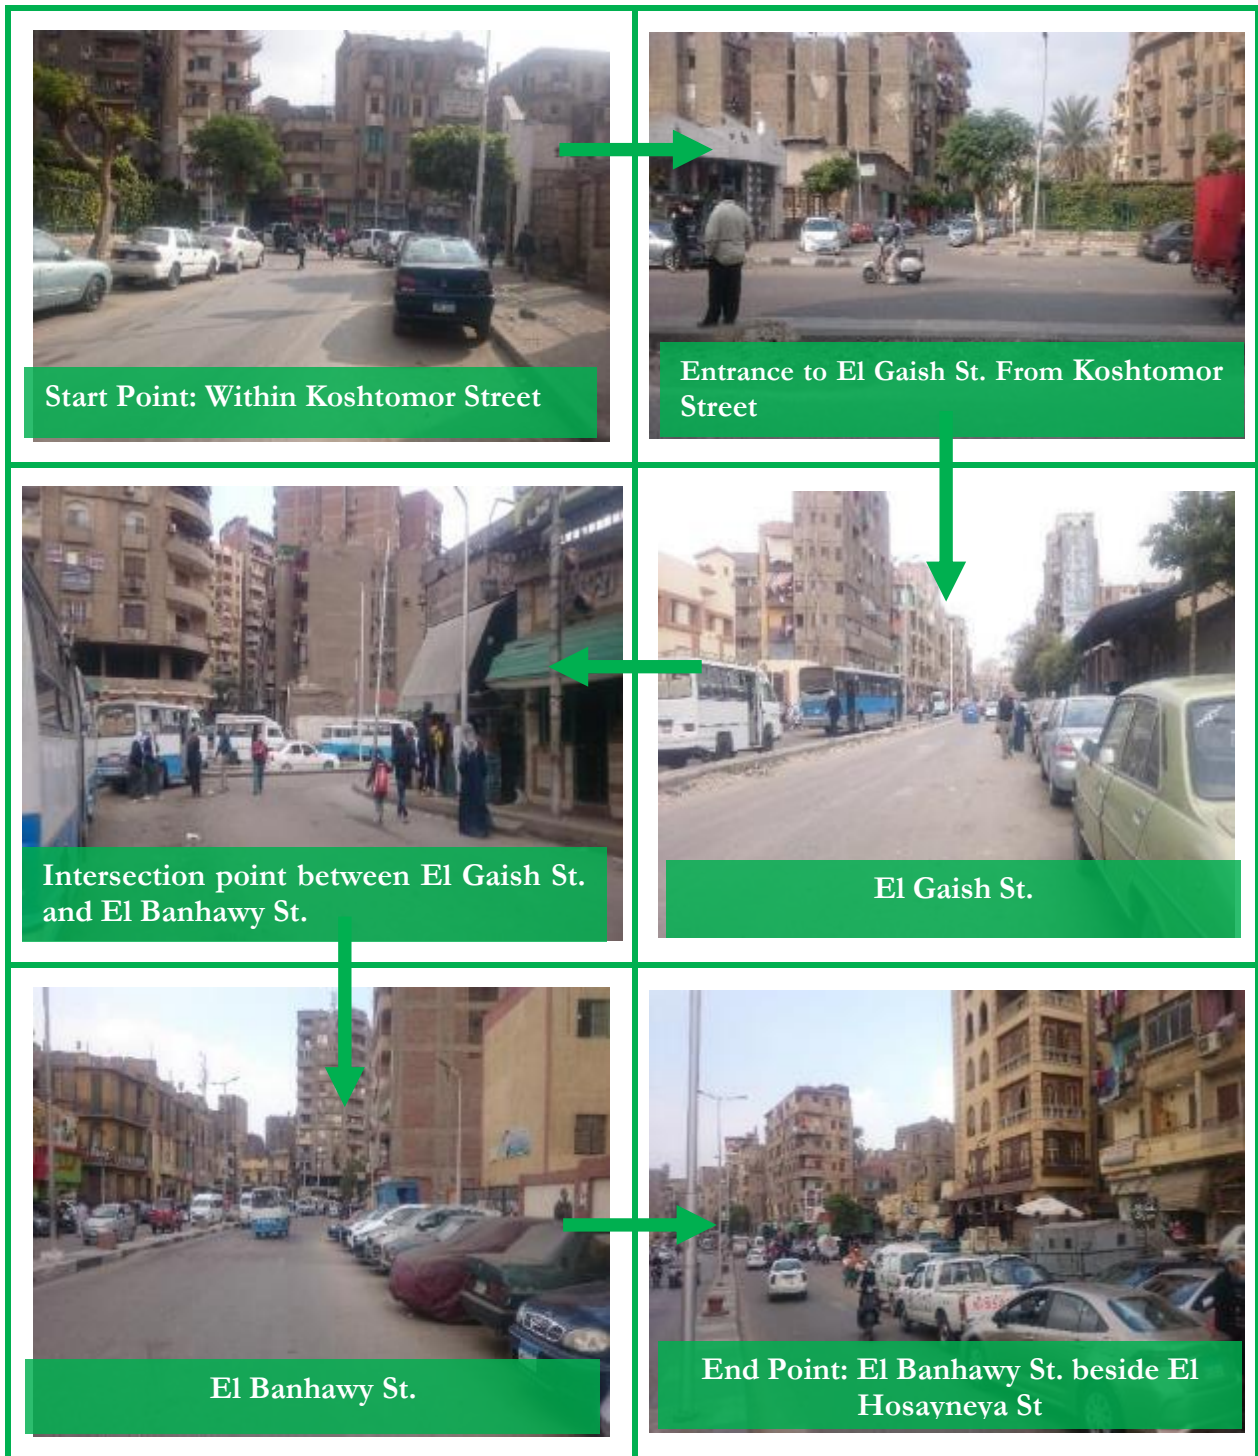 Start Point: Within Koshtomor Street
Entrance to El Gaish St. From Koshtomor
Street
Intersection point between El Gaish St.
and El Banhawy St.
El Gaish St.
El Banhawy St.
End Point: El Banhawy St. beside El
Hosayneya St